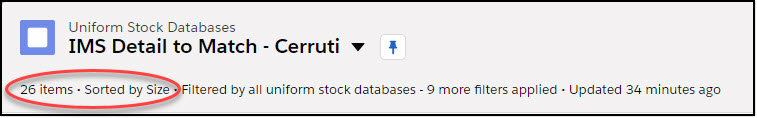 Uniform Stock Databases
IMS Detail to Match - Cerruti
26 items • Sorted by Size • Filtered by all uniform stock databases - 9 more filters applied • Updated 34 minutes ago